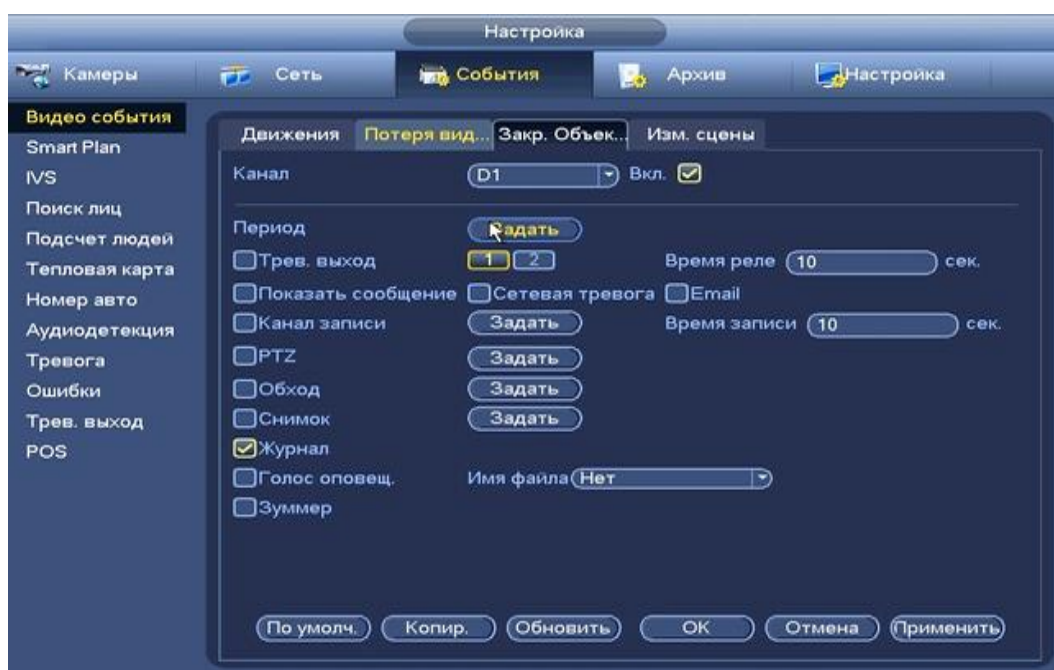 Настройка
Камеры Сеть События Архив Настройка
Видео события
Smart Plan
IVS
Поиск лиц
Подсчет людей
Тепловая карта
Номер авто
Аудиодетекция
Тревога
Ошибки
Трев. выход
POS
Движения Потеря вид... Закр. Объек... Изм. сцены
Канал D1 Вкл.
Период Задать
Трев. выход 1 2 Время реле 10 сек.
Показать сообщение Сетевая тревога Email
Канал записи Задать Время записи 10 сек.
PTZ Задать
Обход Задать
Снимок Задать
Журнал
Голос оповещ. Имя файла Нет
Зуммер
По умолч. Копир. Обновить OK Отмена Применить